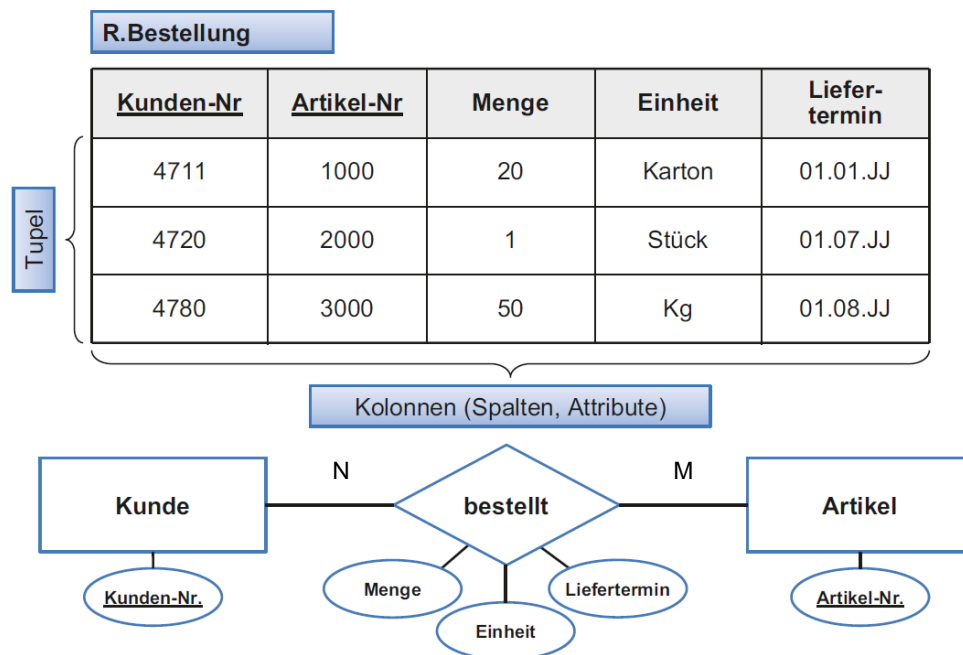 R.Bestellung
Kunden-Nr Artikel-Nr Menge Einheit Liefer-
termin
4711 1000 20 Karton 01.01.JJ
Tupel
4720 2000 1 Stück 01.07.JJ
4780 3000 50 Kg 01.08.JJ
Kolonnen (Spalten, Attribute)
N M
Kunde bestellt Artikel
Kunden-Nr. Menge Liefertermin Artikel-Nr.
Einheit